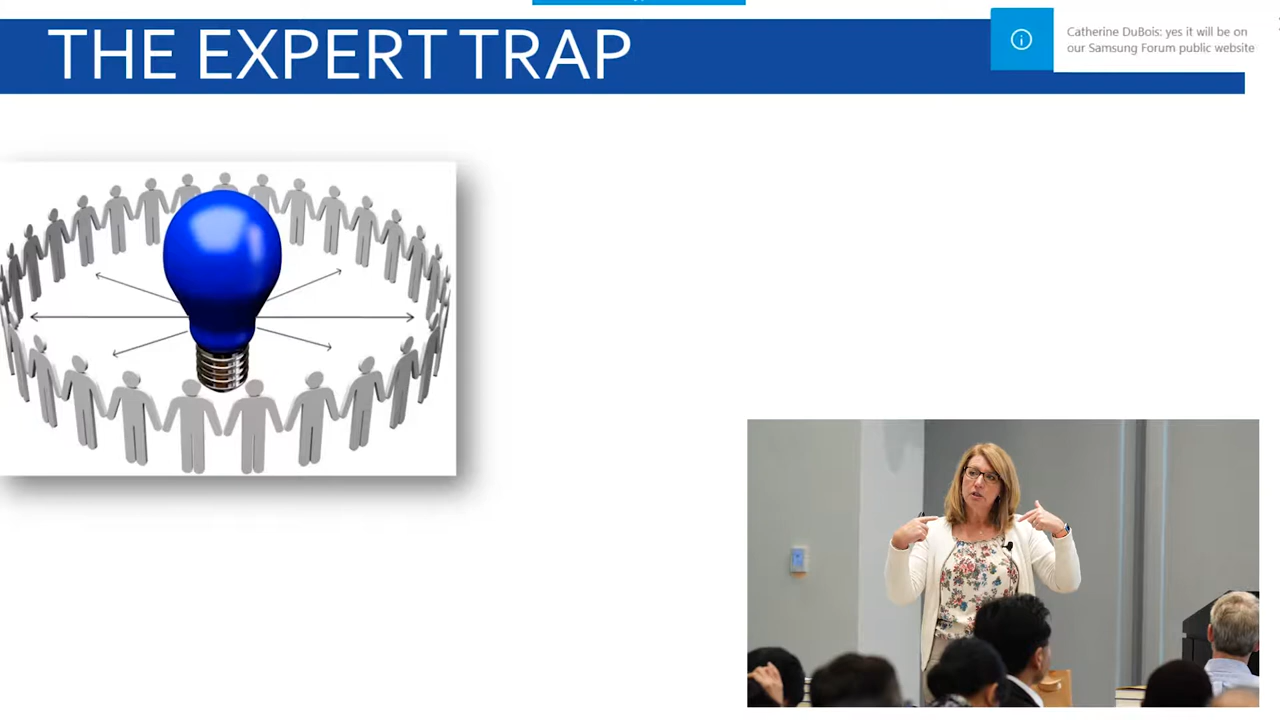 THE EXPERT TRAP
Catherine DuBois: yes it will be on
our Samsung Forum public website